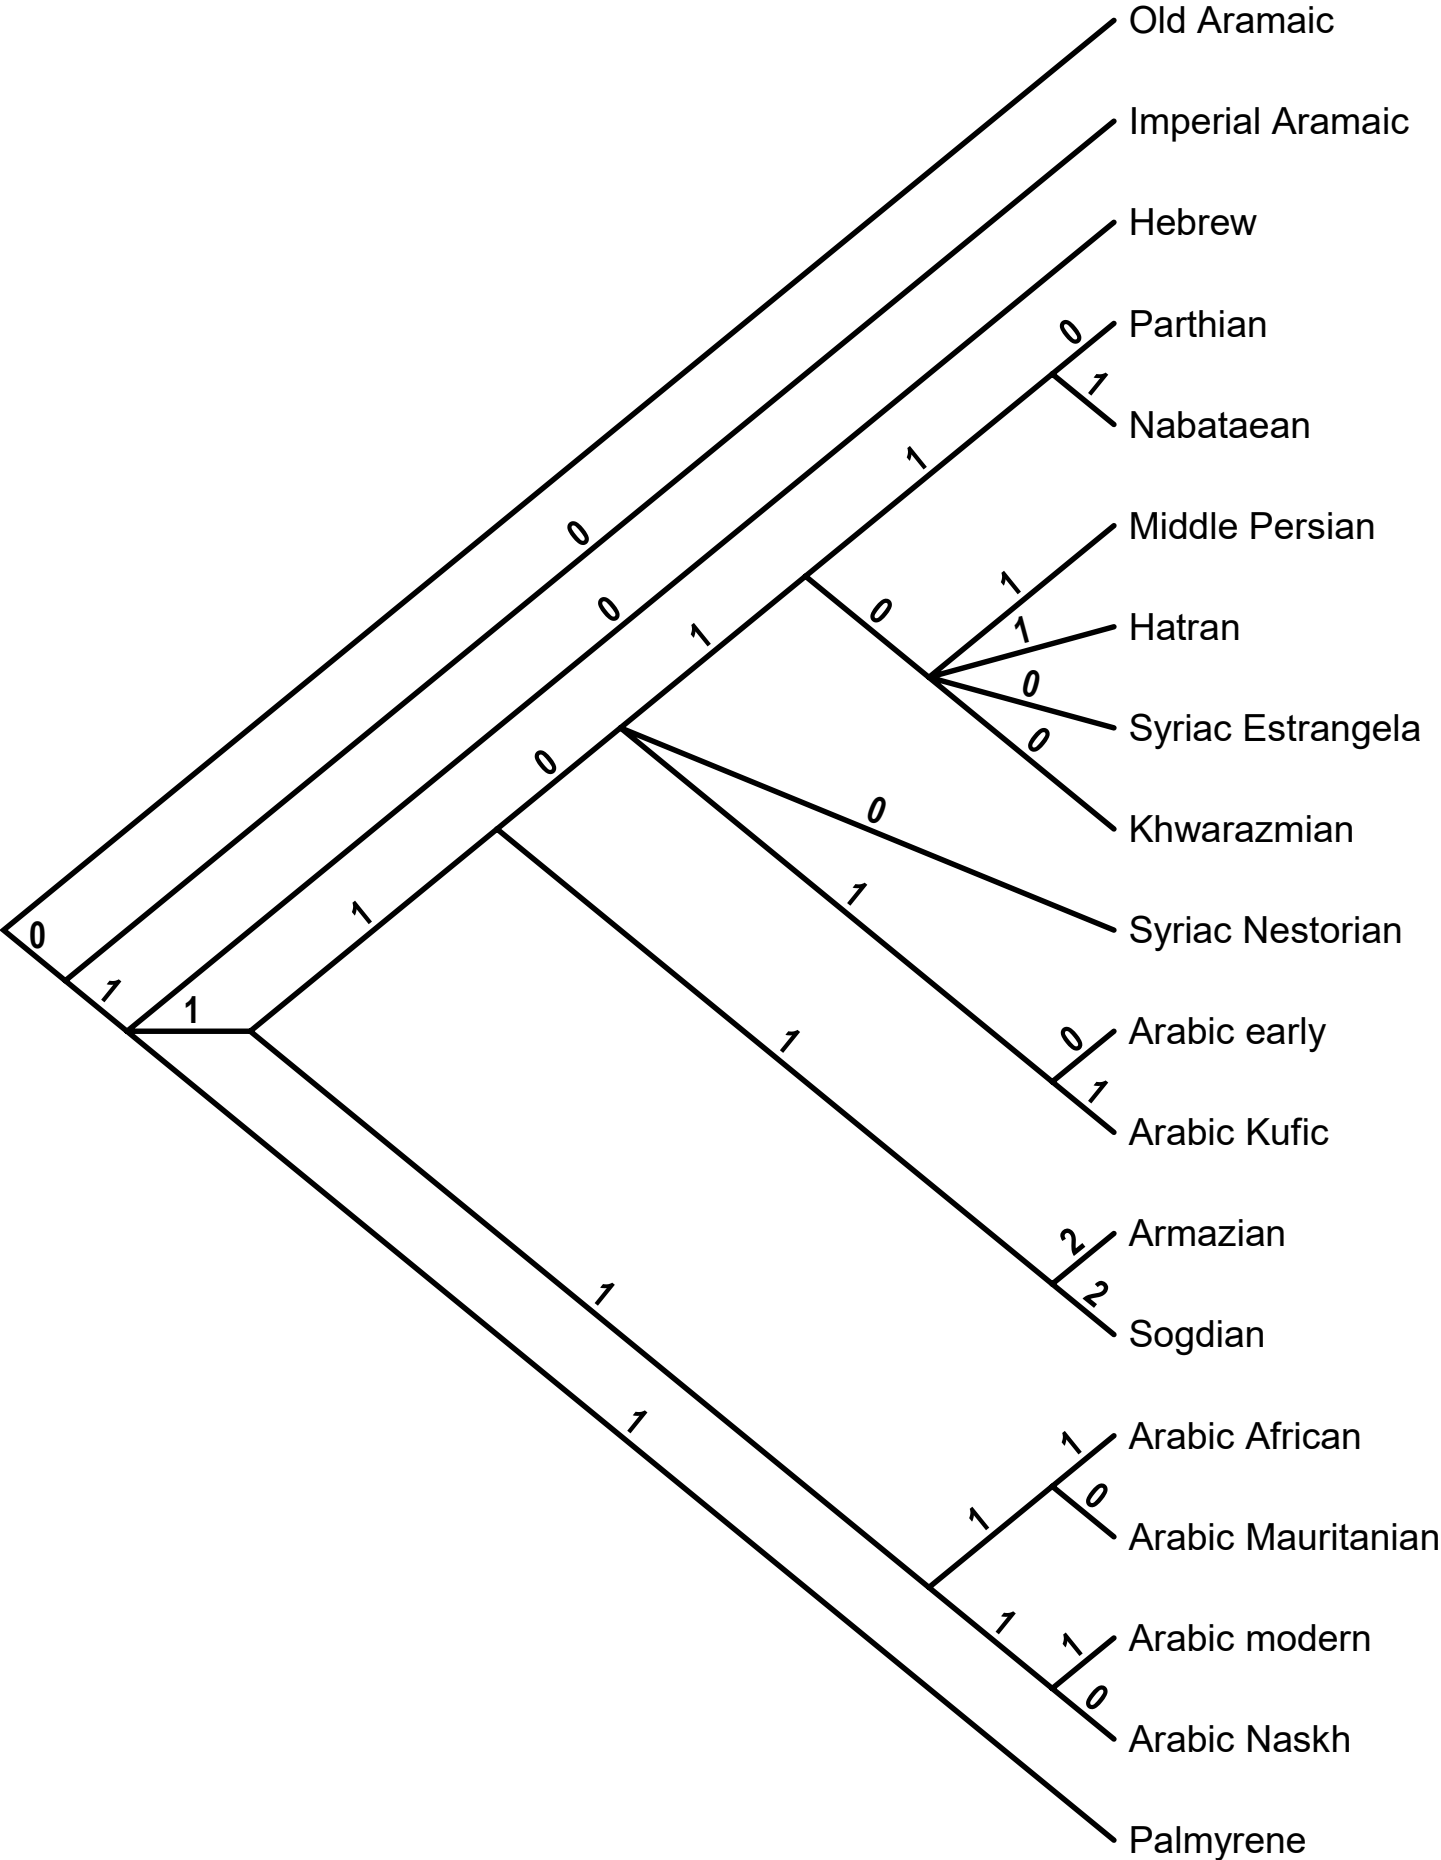 Old Aramaic
Imperial Aramaic
Hebrew
0
Parthian
1
Nabataean
1
Middle Persian
0
1
1
Hatran
0
0
1
0
Syriac Estrangela
0
Khwarazmian
0
0
1
1
Syriac Nestorian
0
1
1
0
Arabic early
1
1
Arabic Kufic
2
Armazian
2
1
Sogdian
1
1
Arabic African
0
1
Arabic Mauritanian
1
1
Arabic modern
0
Arabic Naskh
Palmyrene